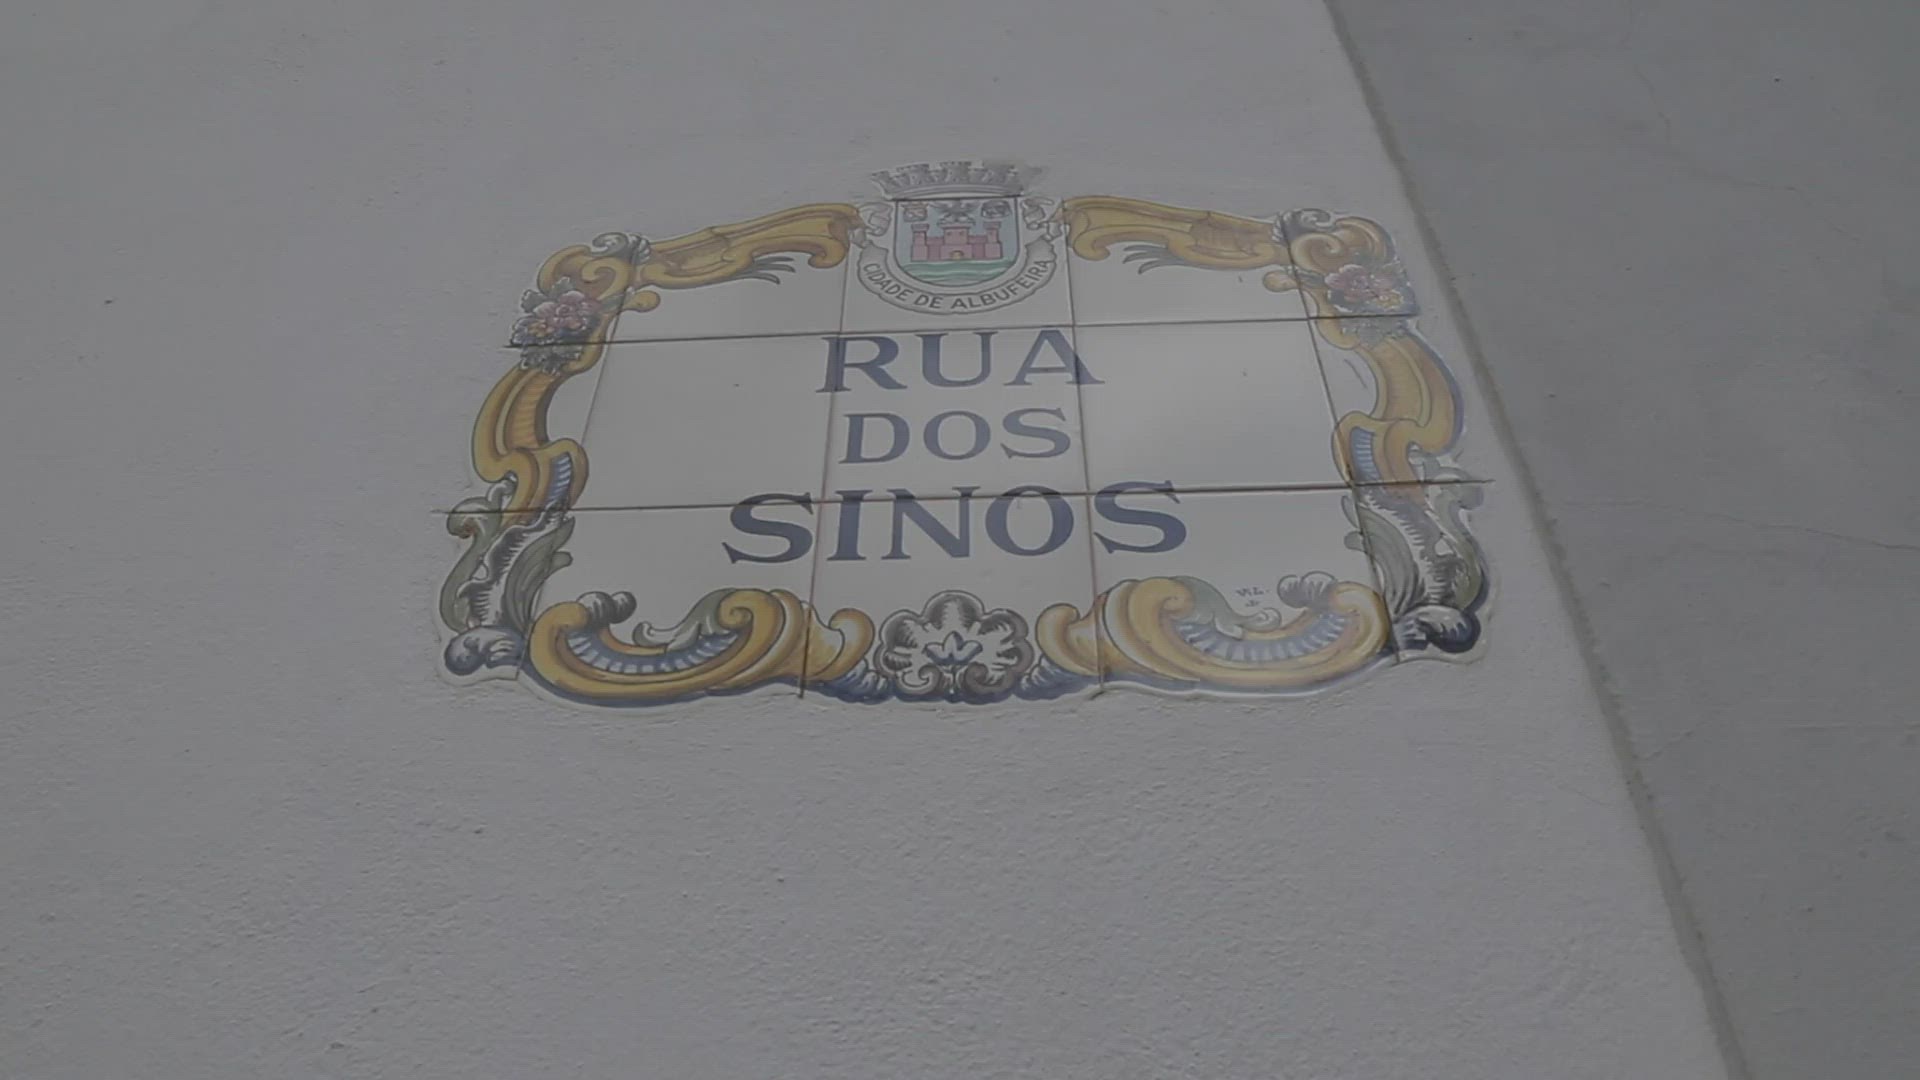 CIDADE DE ALBUFEIRA
RUA
DOS
SINOS